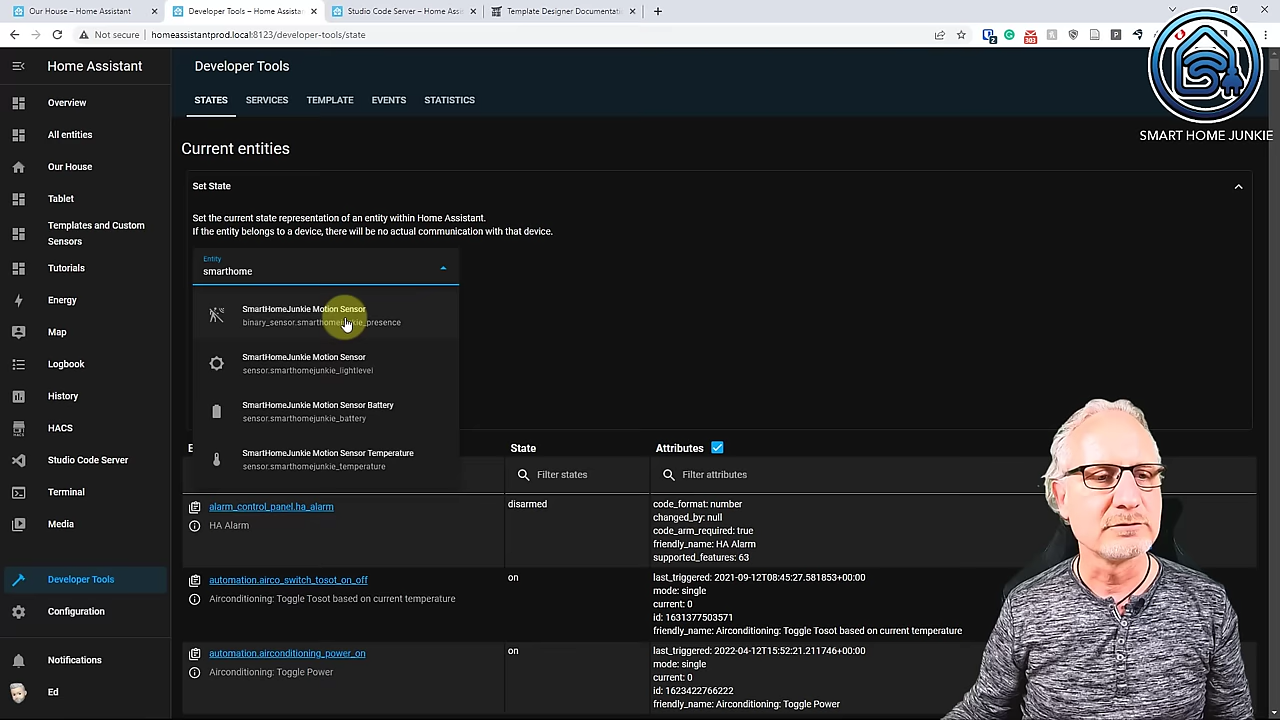 Our House – Home Assistant
Developer Tools – Home Assistant
Studio Code Server – Home Ass
Template Designer Documentati
Not secure
homeassistantprod.local:8123/developer-tools/state
SMART HOME JUNKIE
Home Assistant
Overview
All entities
Our House
Tablet
Templates and Custom
Sensors
Tutorials
Energy
Map
Logbook
History
HACS
Studio Code Server
Terminal
Media
Developer Tools
Configuration
Notifications
Ed
Developer Tools
STATES
SERVICES
TEMPLATE
EVENTS
STATISTICS
Current entities
Set State
Set the current state representation of an entity within Home Assistant.
If the entity belongs to a device, there will be no actual communication with that device.
Entity
smarthome
SmartHomeJunkie Motion Sensor
binary_sensor.smarthomejunkie_presence
SmartHomeJunkie Motion Sensor
sensor.smarthomejunkie_lightlevel
SmartHomeJunkie Motion Sensor Battery
sensor.smarthomejunkie_battery
SmartHomeJunkie Motion Sensor Temperature
sensor.smarthomejunkie_temperature
State
Attributes
Filter states
Filter attributes
alarm_control_panel.ha_alarm
HA Alarm
disarmed
code_format: number
changed_by: null
code_arm_required: true
friendly_name: HA Alarm
supported_features: 63
automation.airco_switch_tosot_on_off
Airconditioning: Toggle Tosot based on current temperature
on
last_triggered: 2021-09-12T08:45:27.581853+00:00
mode: single
current: 0
id: 1631377503571
friendly_name: Airconditioning: Toggle Tosot based on current temperature
automation.airconditioning_power_on
Airconditioning: Toggle Power
on
last_triggered: 2022-04-12T15:52:21.211746+00:00
mode: single
current: 0
id: 1623422766222
friendly_name: Airconditioning: Toggle Power